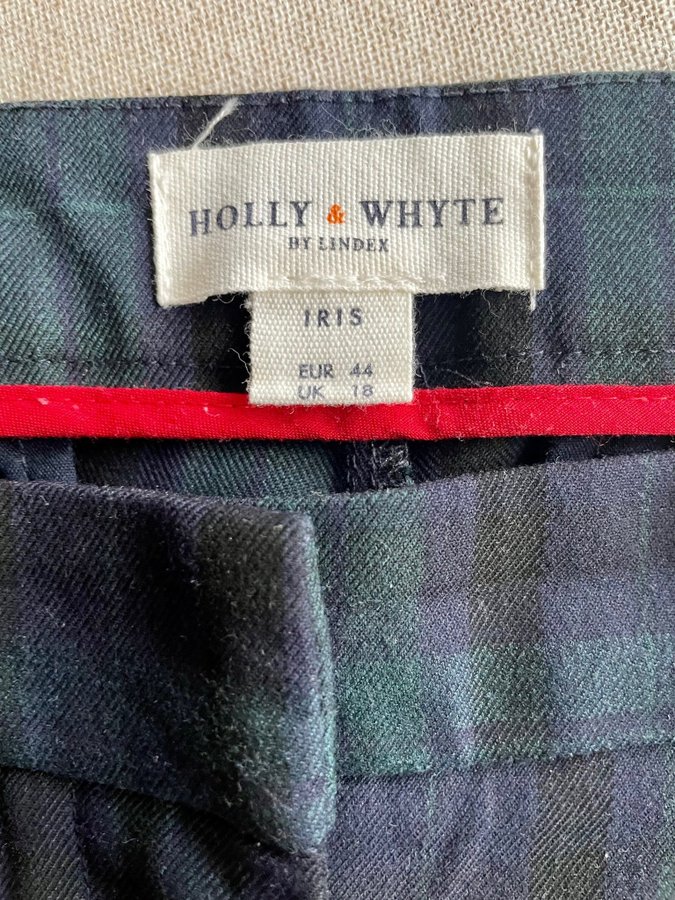 HOLLY & WHYTE
BY LINDEX
IRIS
EUR 44
UK 18